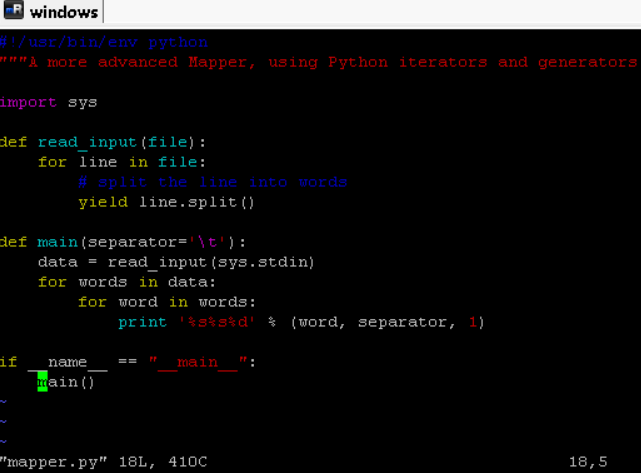 windows
#!/usr/bin/env python
"""A more advanced Mapper, using Python iterators and generators
import sys
def read_input(file):
    for line in file:
        # split the line into words
        yield line.split()
def main(separator='\t'):
    data = read_input(sys.stdin)
    for words in data:
        for word in words:
            print '%s%s%d' % (word, separator, 1)
if __name__ == "__main__":
    main()
~
~
~
"mapper.py" 18L, 410C 18,5